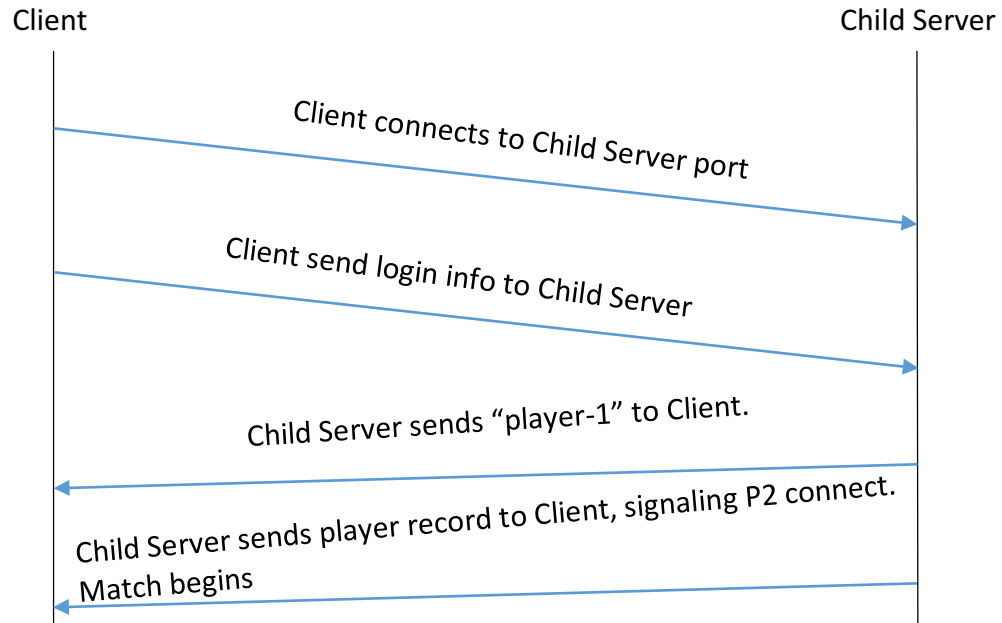 Client
Child Server
Client connects to Child Server port
Client send login info to Child Server
Child Server sends “player-1” to Client.
Child Server sends player record to Client, signaling P2 connect.
Match begins